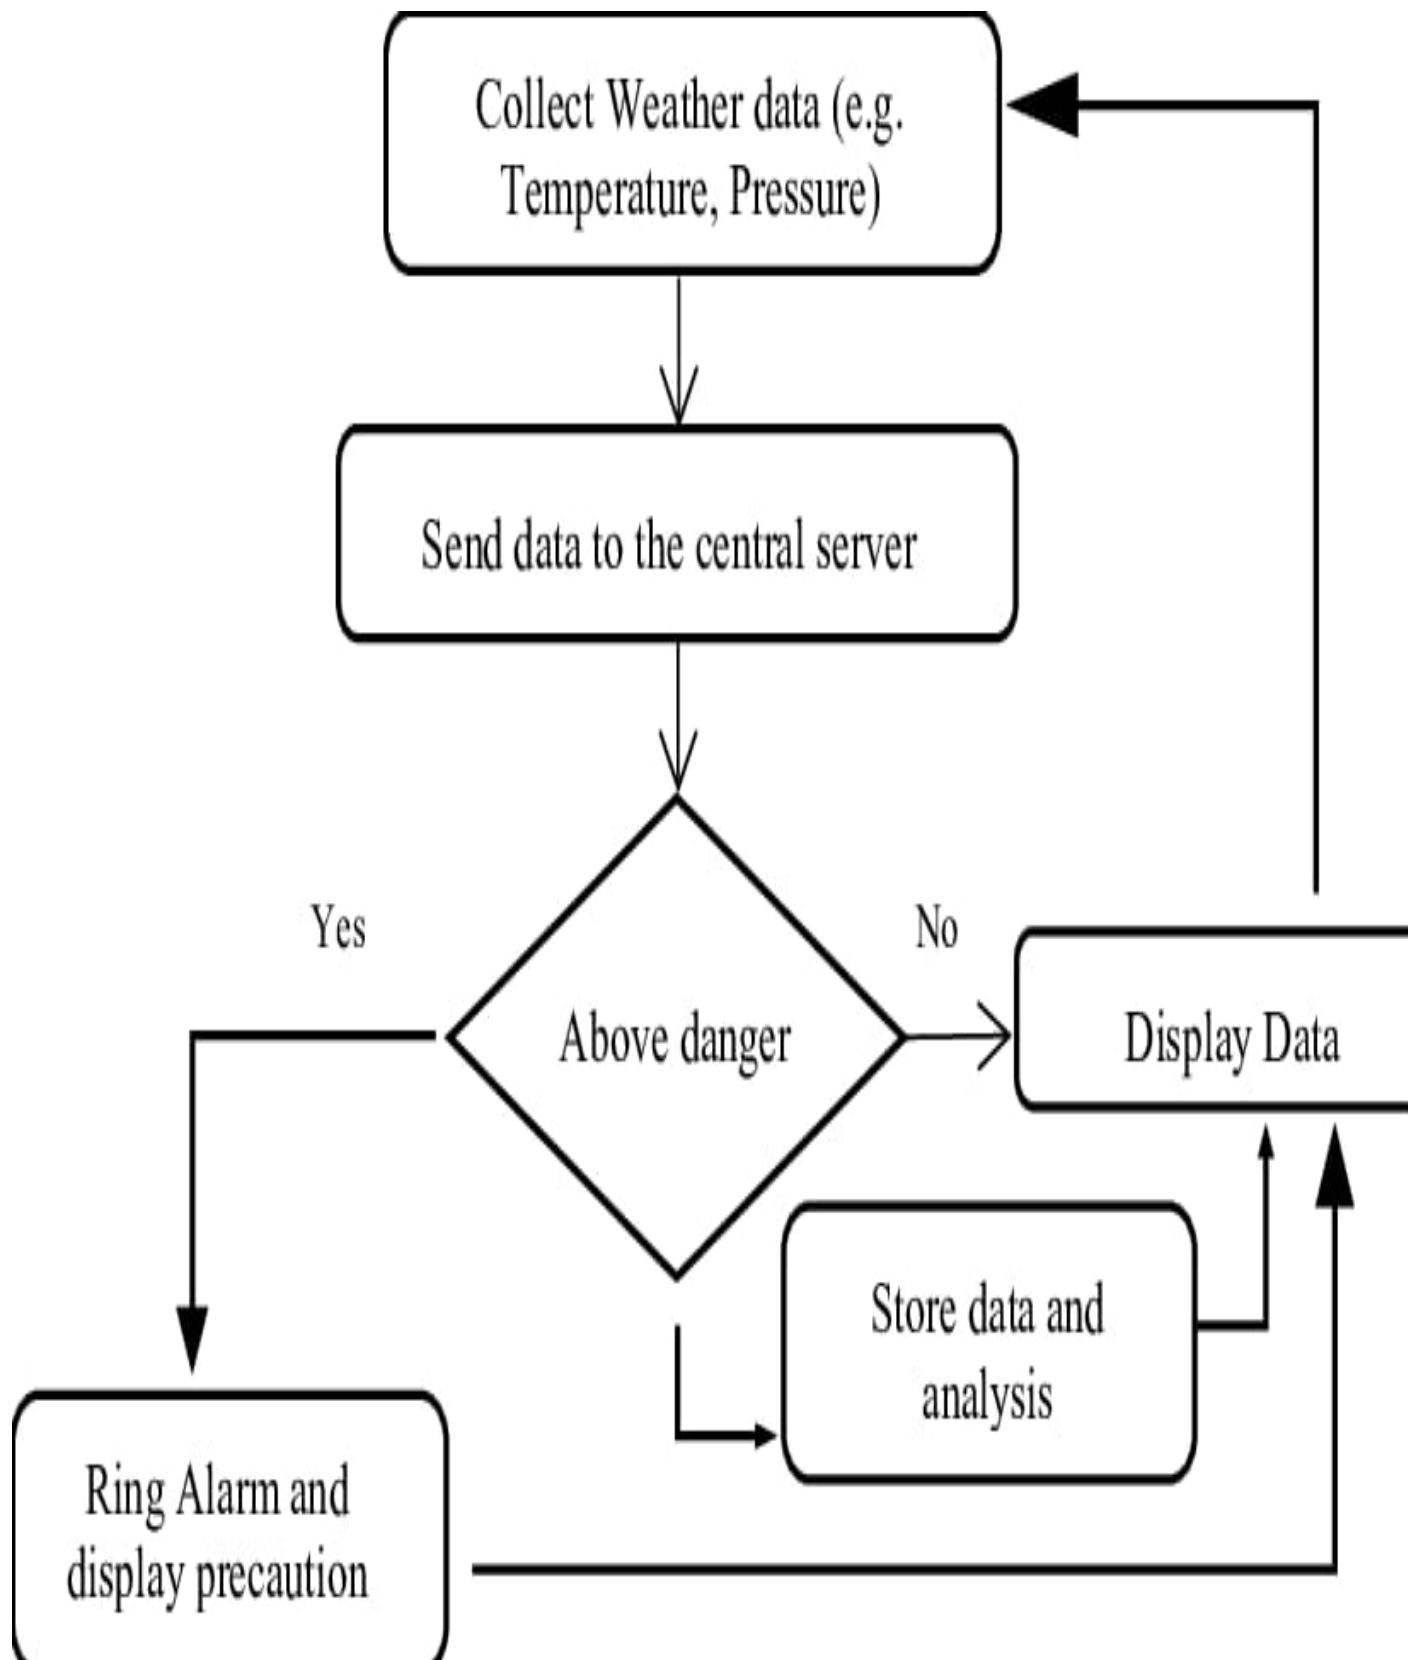 Collect Weather data (e.g.
Temperature, Pressure)
Send data to the central server
Yes
No
Above danger
Display Data
Store data and
analysis
Ring Alarm and
display precaution